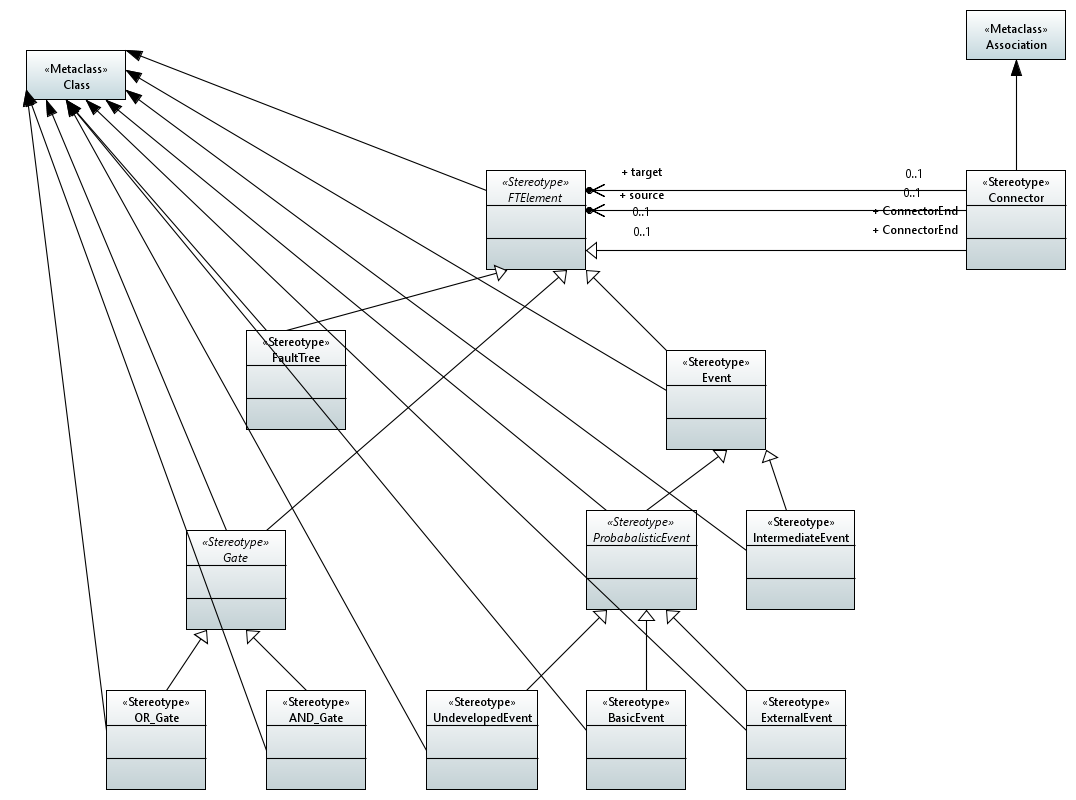 «Metaclass»
Association
«Metaclass»
Class
+ target
0..1
«Stereotype»
FTElement
«Stereotype»
Connector
+ source
0..1
0..1
+ ConnectorEnd
0..1
+ ConnectorEnd
«Stereotype»
FaultTree
«Stereotype»
Event
«Stereotype»
Gate
«Stereotype»
ProbabalisticEvent
«Stereotype»
IntermediateEvent
«Stereotype»
OR_Gate
«Stereotype»
AND_Gate
«Stereotype»
UndevelopedEvent
«Stereotype»
BasicEvent
«Stereotype»
ExternalEvent